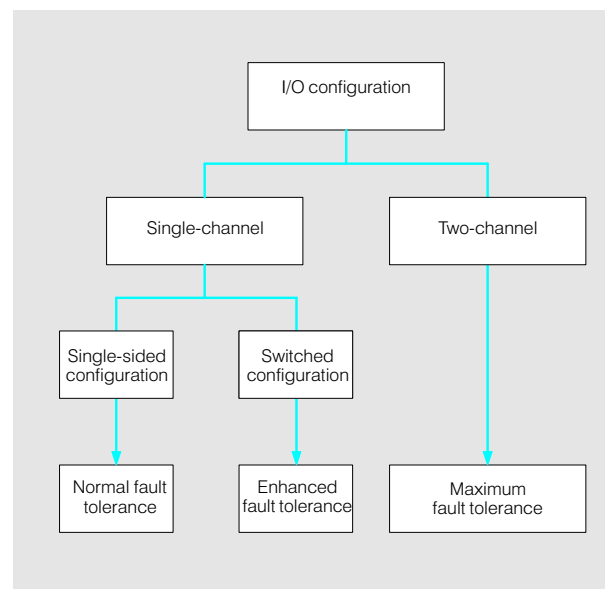 I/O configuration
Single-channel
Two-channel
Single-sided
configuration
Switched
configuration
Normal fault
tolerance
Enhanced
fault tolerance
Maximum
fault tolerance